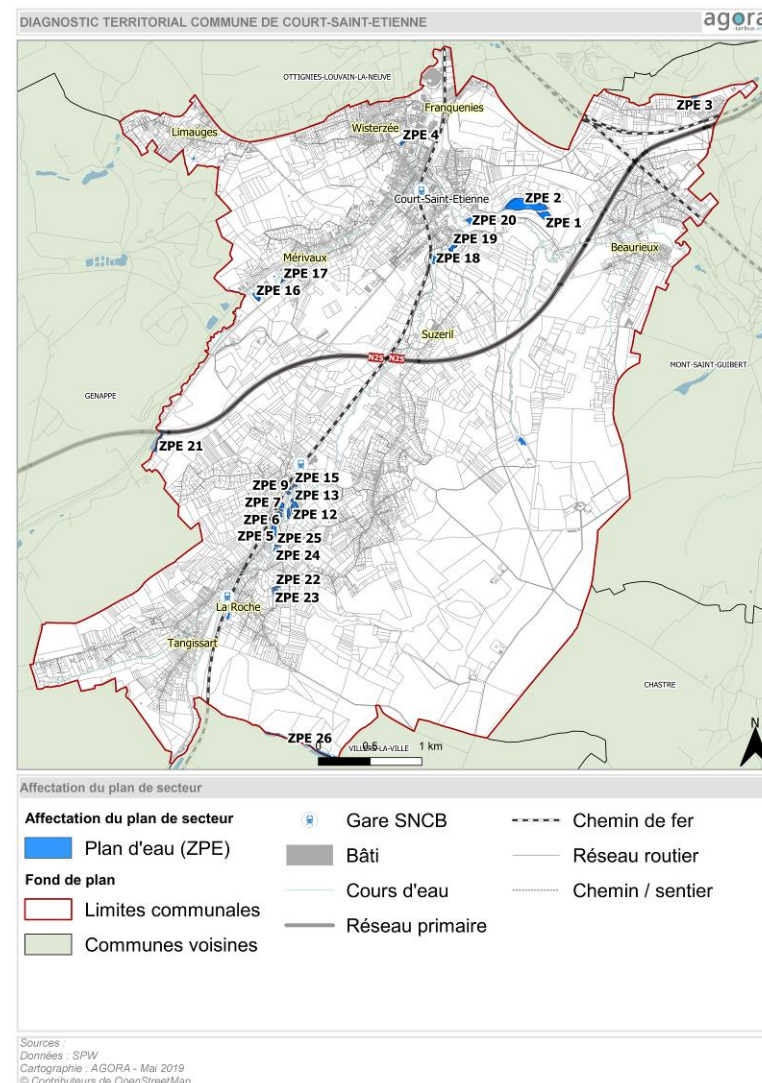 DIAGNOSTIC TERRITORIAL COMMUNE DE COURT-SAINT-ETIENNE
agora
OTTIGNIES-LOUVAIN-LA-NEUVE
Franquenies
ZPE 3
Limauges
Wisterzée
ZPE 4
Court-Saint-Etienne
ZPE 2
ZPE 20
ZPE 1
ZPE 19
Beaurieux
ZPE 18
Mérivaux
ZPE 17
ZPE 16
Suzeril
N25 N25
MONT-SAINT-GUIBERT
GENAPPE
ZPE 21
ZPE 15
ZPE 9
ZPE 13
ZPE 7
ZPE 12
ZPE 6
ZPE 5
ZPE 25
ZPE 24
ZPE 22
ZPE 23
La Roche
Tangissart
CHASTRE
ZPE 26
VILLERS-LA-VILLE
0 0.5 1 km
N
Affectation du plan de secteur
Affectation du plan de secteur
Plan d'eau (ZPE)
Fond de plan
Limites communales
Communes voisines
Gare SNCB
Bâti
Cours d'eau
Réseau primaire
Chemin de fer
Réseau routier
Chemin / sentier
Sources :
Données : SPW
Cartographie : AGORA - Mai 2019
© Contributeurs de OpenStreetMap